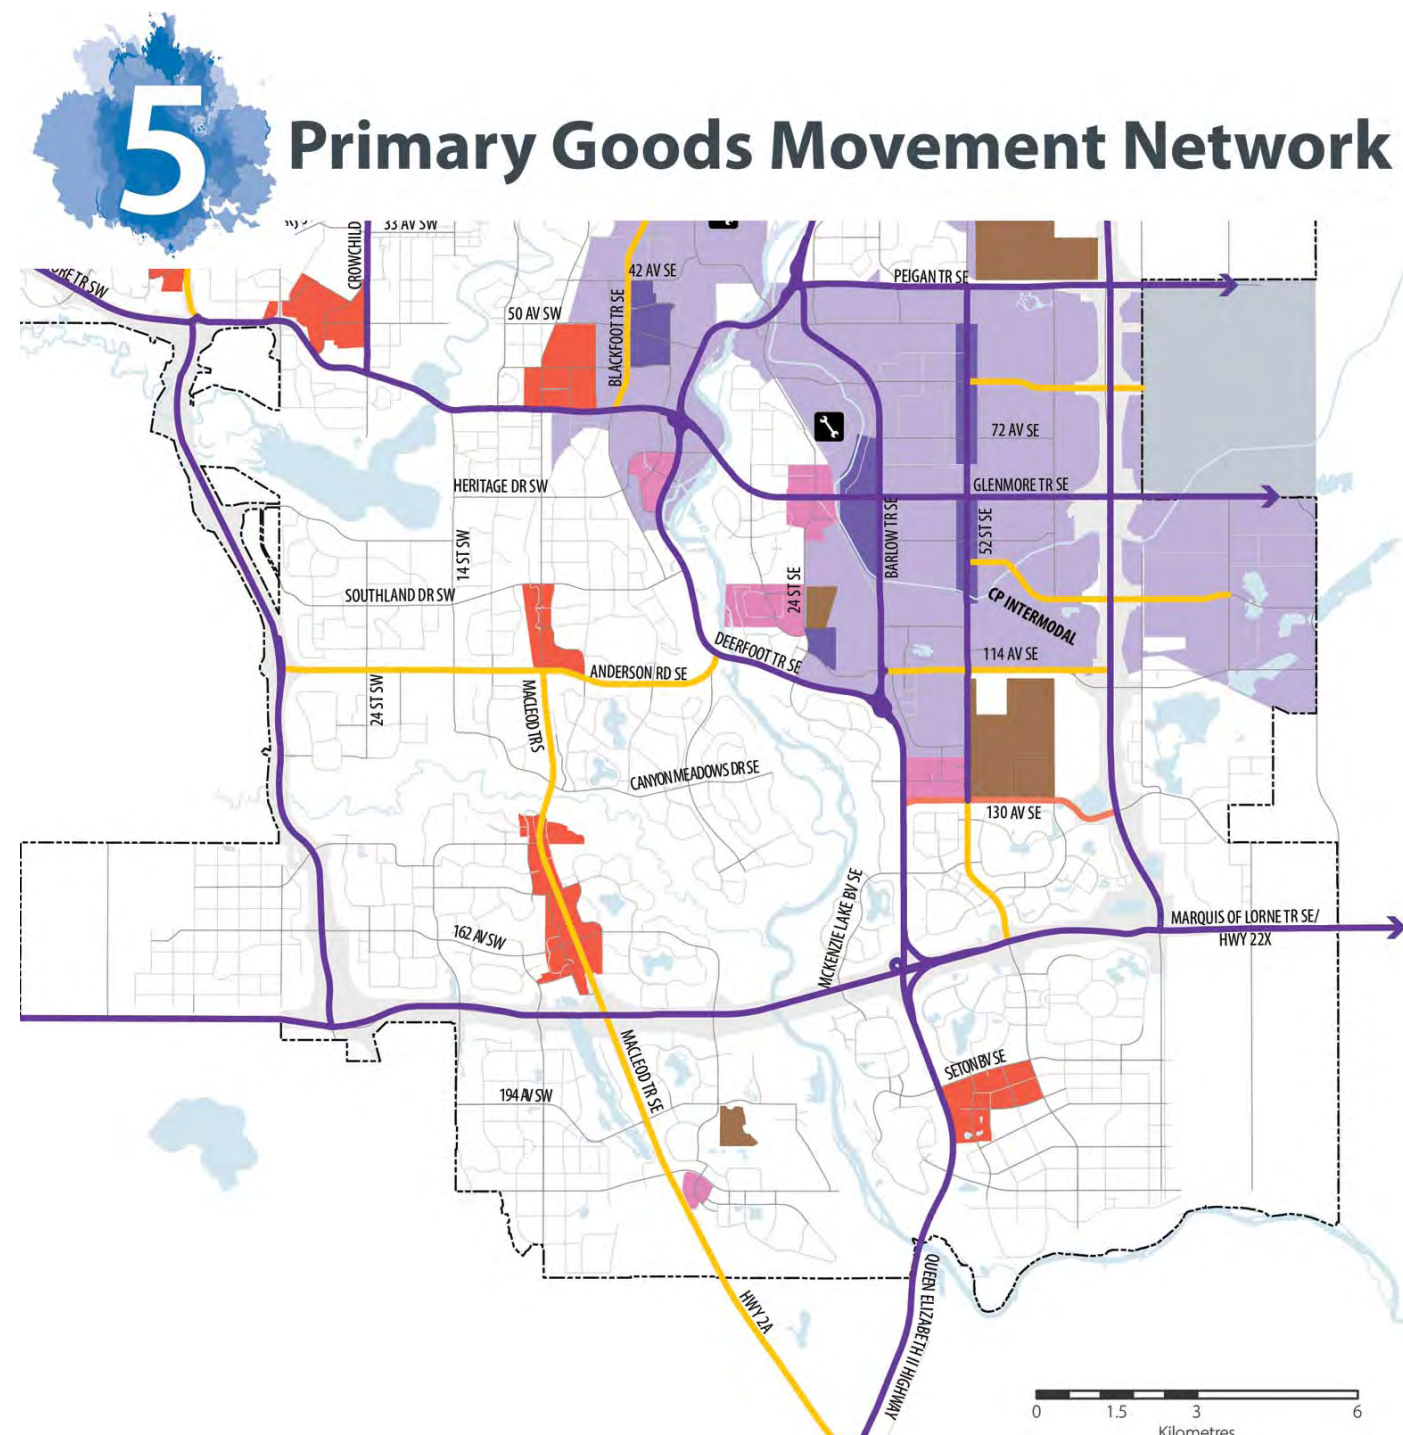 5
Primary Goods Movement Network
33 AV SW
CROWCHILD
TR SW
42 AV SE
PEIGAN TR SE
50 AV SW
BLACKFOOT TR SE
72 AV SE
HERITAGE DR SW
GLENMORE TR SE
14 ST SW
BARLOW TR SE
52 ST SE
SOUTHLAND DR SW
24 ST SE
CP INTERMODAL
DEERFOOT TR SE
114 AV SE
ANDERSON RD SE
24 ST SW
MACLEOD TR S
CANYON MEADOWS DR SE
130 AV SE
MCKENZIE LAKE BV SE
MARQUIS OF LORNE TR SE/
HWY 22X
162 AV SW
MACLEOD TR SE
SETON BV SE
194 AV SW
HWY 2A
QUEEN ELIZABETH II HIGHWAY
0 1.5 3 6
Kilometres